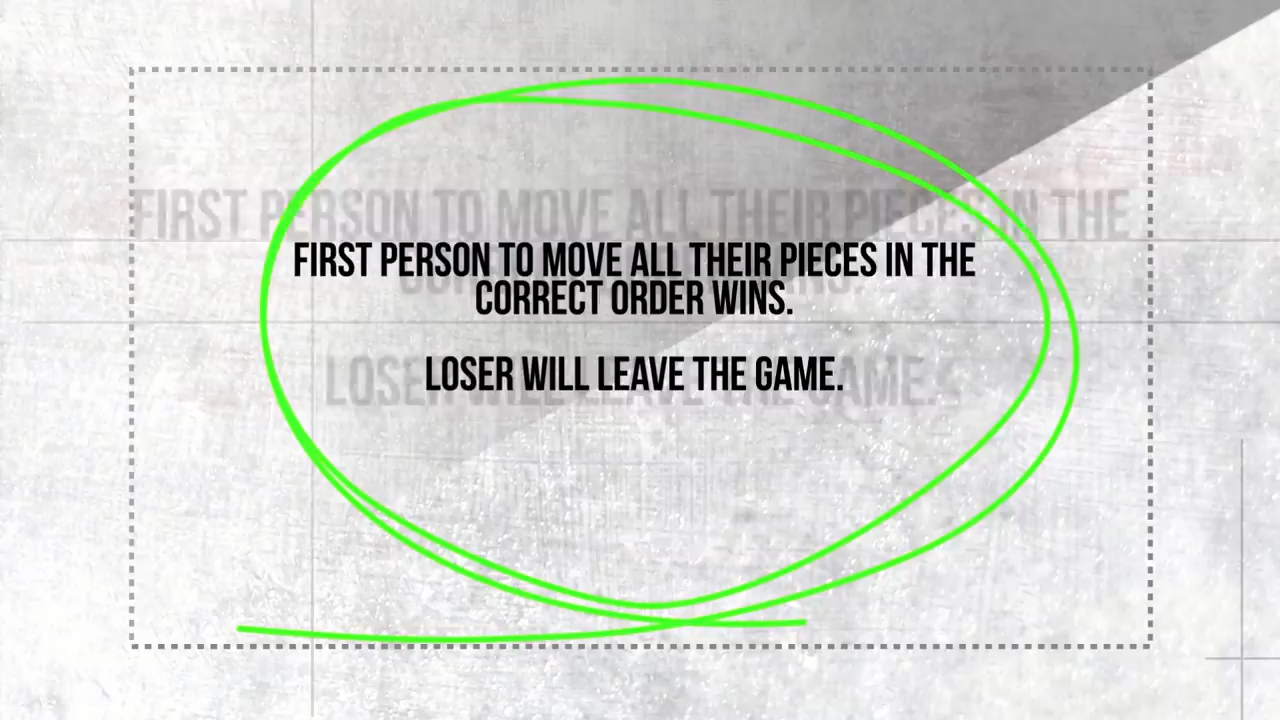 FIRST PERSON TO MOVE ALL THEIR PIECES IN THE
CORRECT ORDER WINS.
LOSER WILL LEAVE THE GAME.